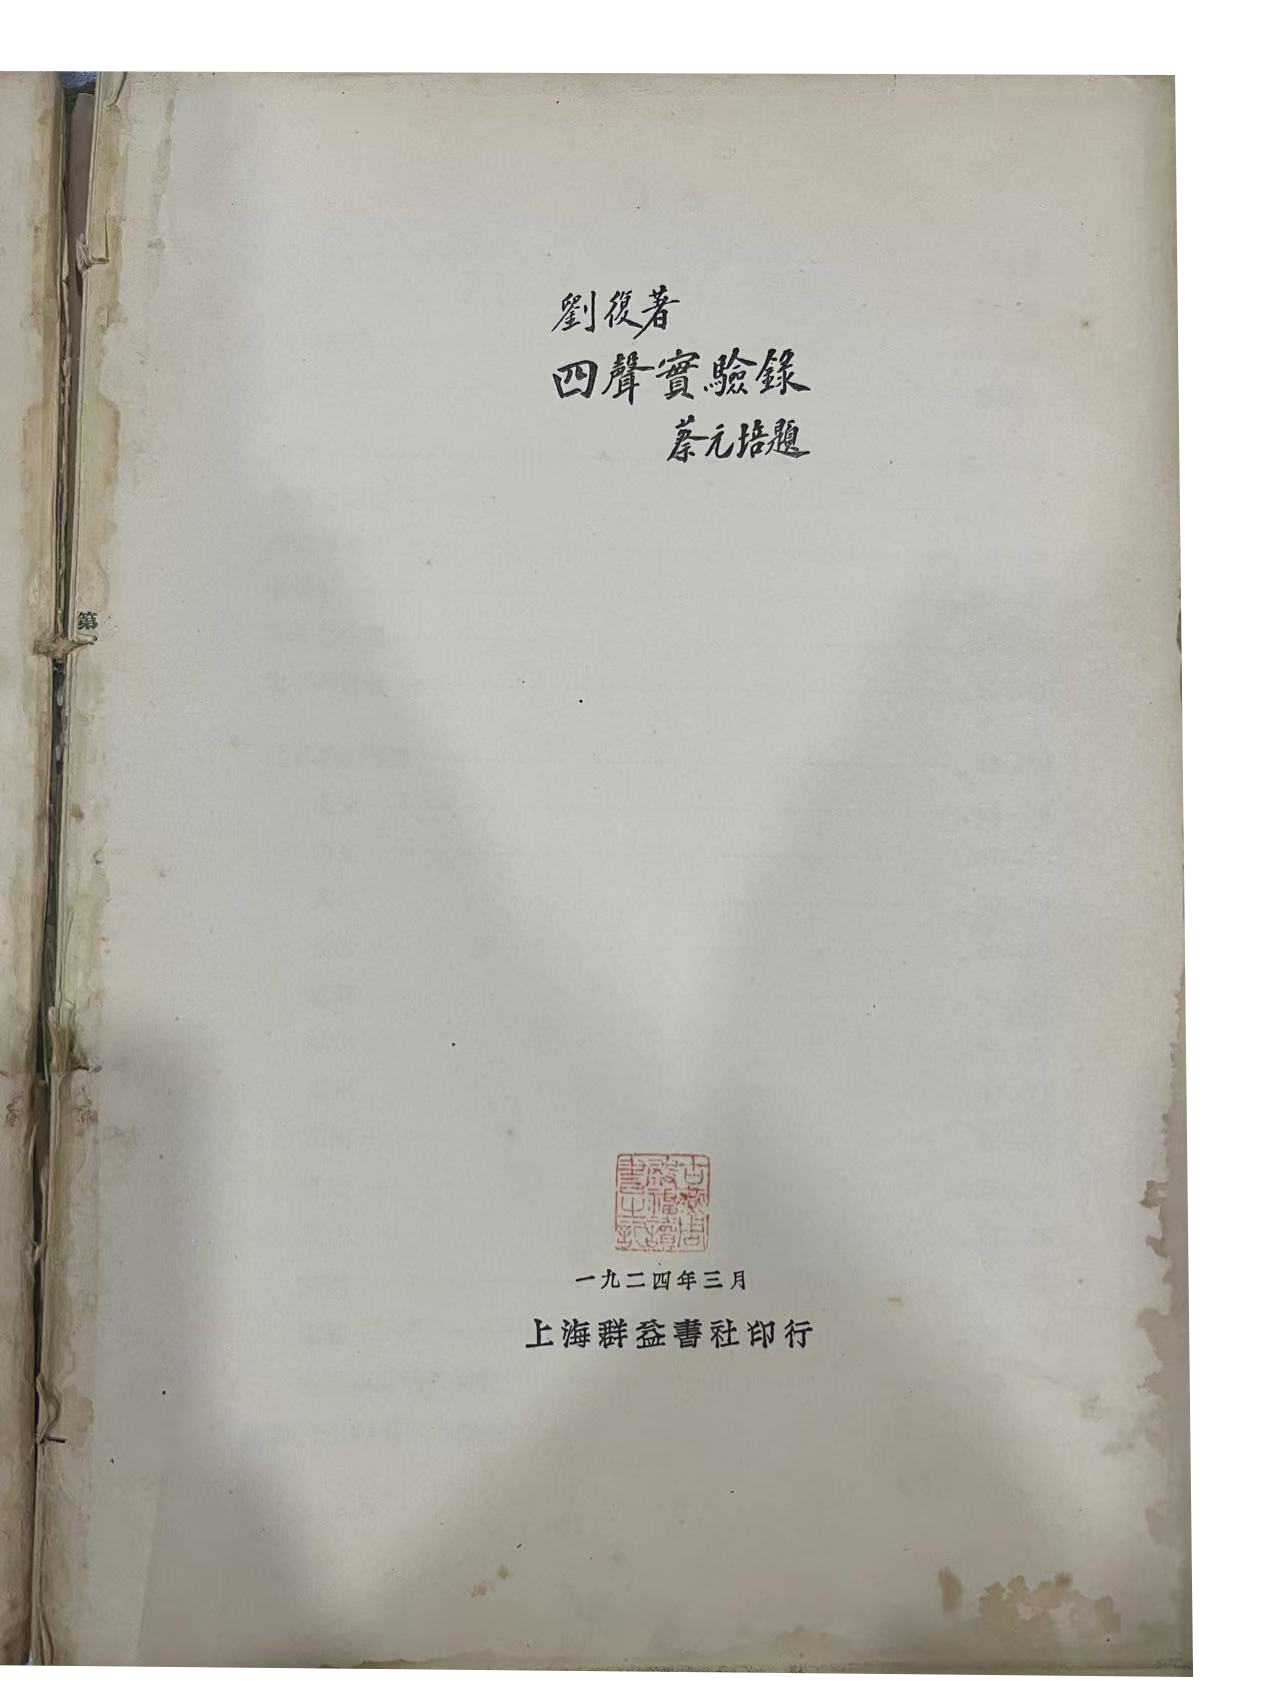 劉復著
四聲實驗錄
蔡元培題
第
一九二四年三月
上海群益書社印行